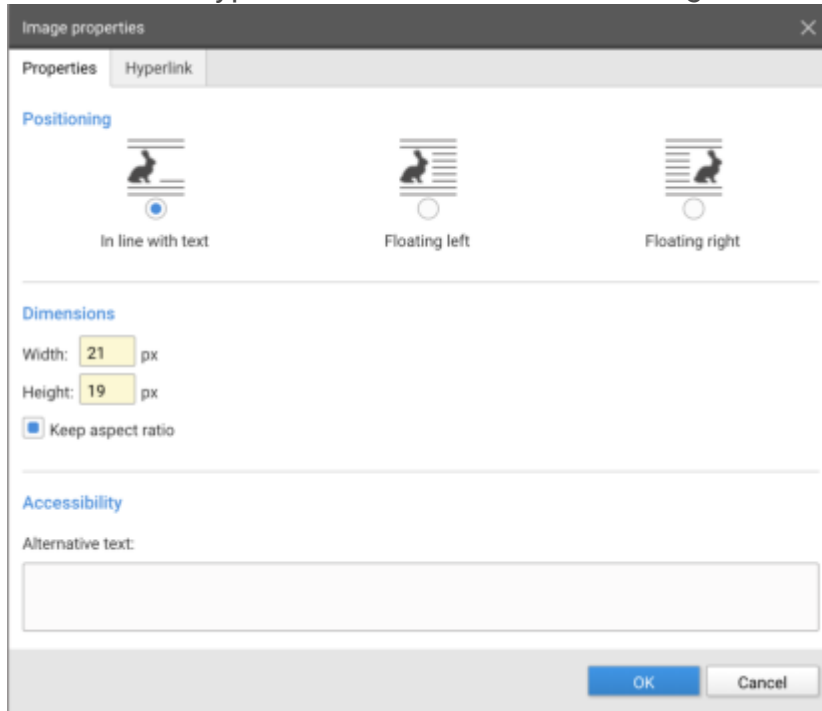 Image properties
Properties Hyperlink
Positioning
In line with text Floating left Floating right
Dimensions
Width: 21 px
Height: 19 px
Keep aspect ratio
Accessibility
Alternative text:
OK Cancel